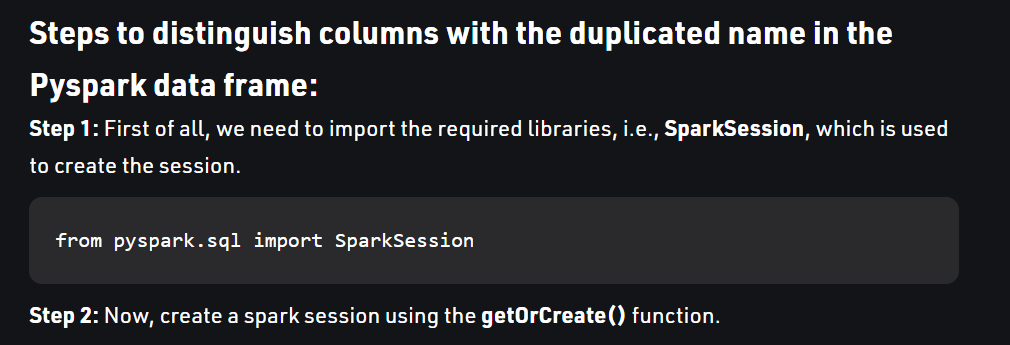 Steps to distinguish columns with the duplicated name in the
Pyspark data frame:
Step 1: First of all, we need to import the required libraries, i.e., SparkSession, which is used
to create the session.
from pyspark.sql import SparkSession
Step 2: Now, create a spark session using the getOrCreate() function.